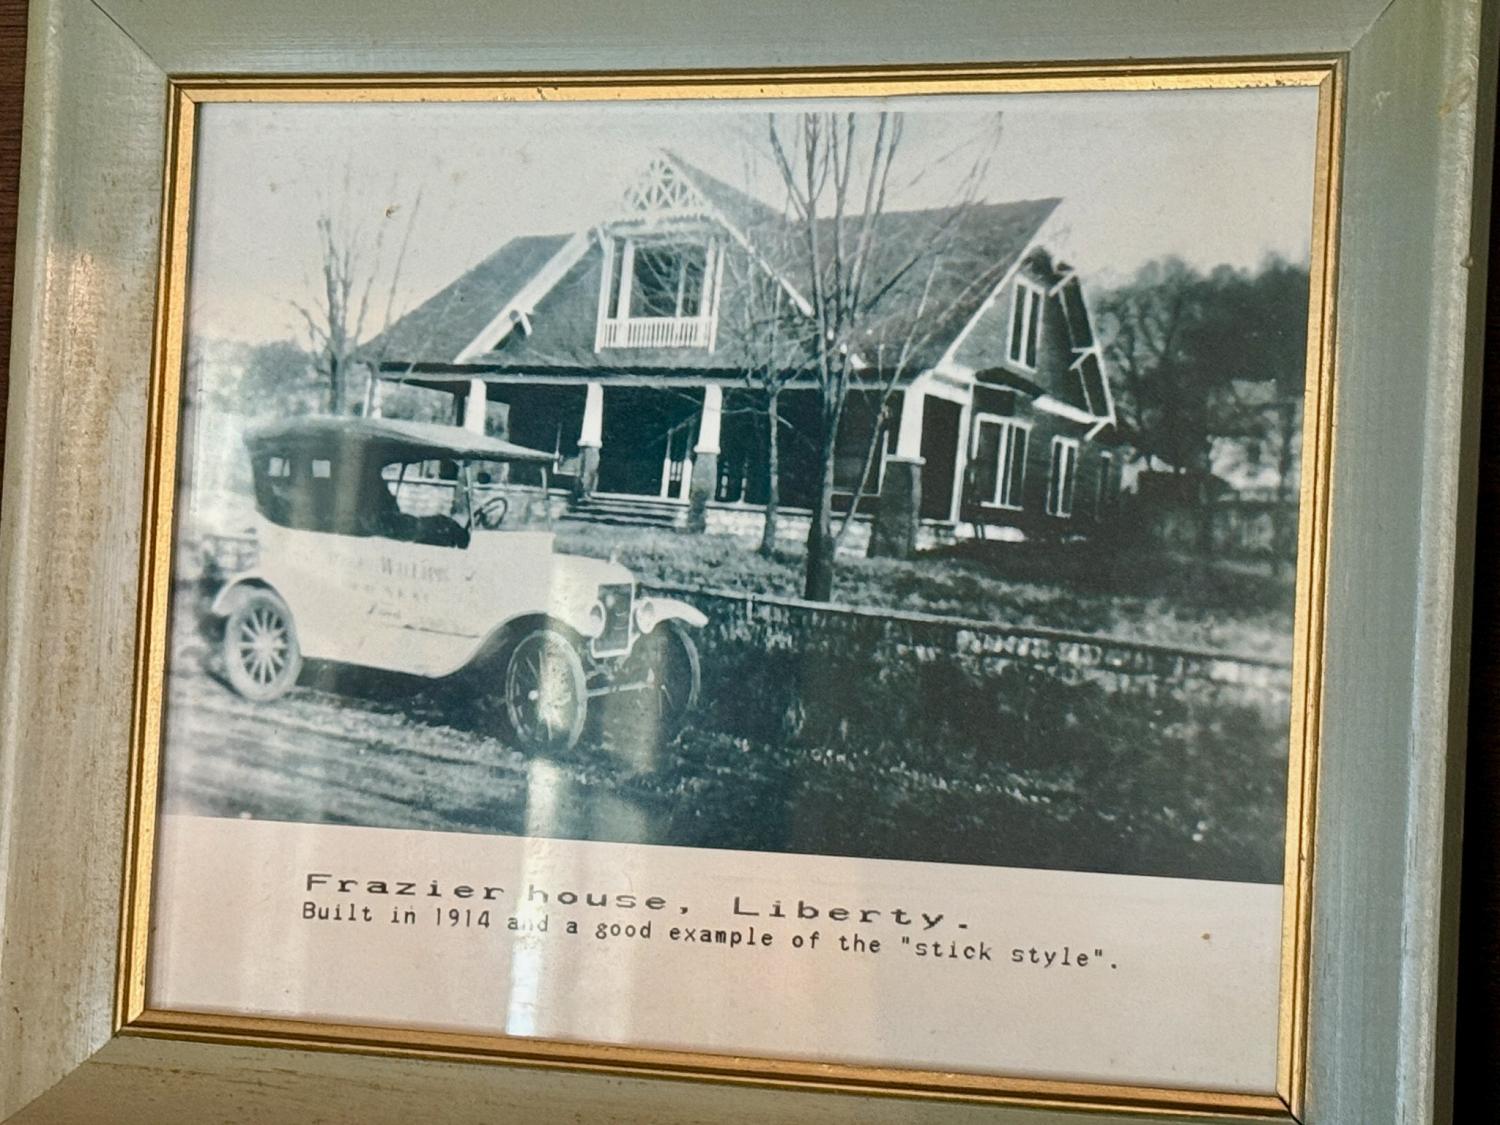 Frazier house, Liberty.
Built in 1914 and a good example of the "stick style".